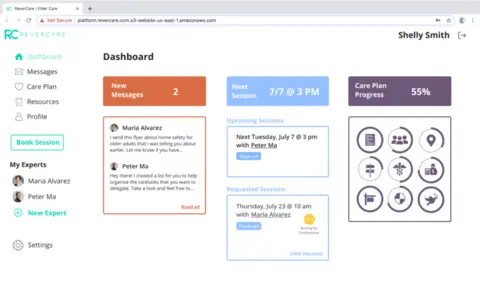 ReverCare | Elder Care
Not Secure | platform.revercare.com.s3-website-us-east-1.amazonaws.com
RC REVERCARE
Shelly Smith
Dashboard
Messages
Care Plan
Resources
Profile
Book Session
My Experts
Maria Alvarez
Peter Ma
New Expert
Settings
Dashboard
New
Messages
2
Maria Alvarez
I send this flyer about home safety for
older adults that I was telling you about
earlier. Let me know if you have...
Peter Ma
Hey there! I created a list for you to help
organise the caretasks that you want to
delegate. Take a look and feel free to...
Read all
Next
Session
7/7 @ 3 PM
Upcoming Sessions
Next Tuesday, July 7 @ 3 pm
with Peter Ma
Requested Sessions
Thursday, July 23 @ 10 am
with Maria Alvarez
Waiting for
Confirmation
Care Plan
Progress
55%